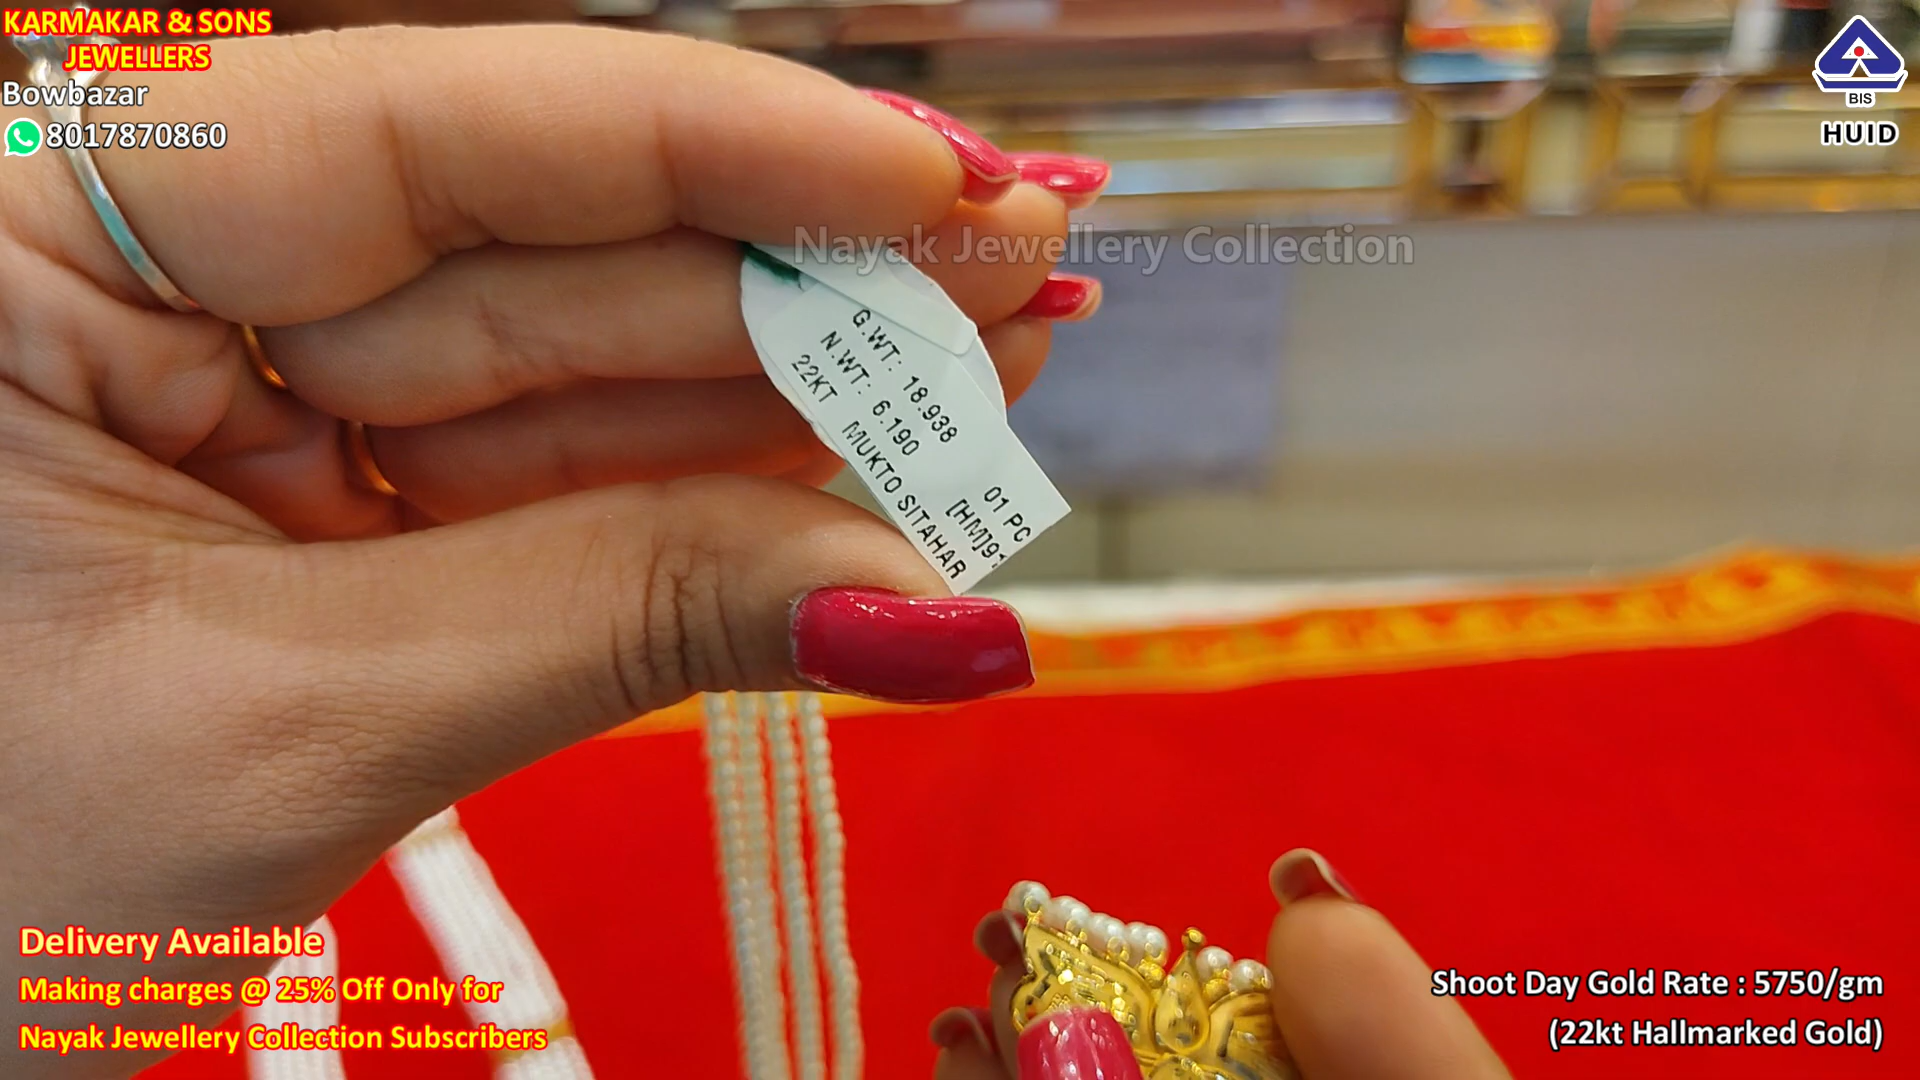 KARMAKAR & SONS
JEWELLERS
Bowbazar
8017870860
BIS
HUID
Nayak Jewellery Collection
G.WT: 18.938
N.WT: 6.190 01 PC
22KT [HM]91
MUKTO SITAHAR
Delivery Available
Making charges @ 25% Off Only for
Nayak Jewellery Collection Subscribers
Shoot Day Gold Rate : 5750/gm
(22kt Hallmarked Gold)